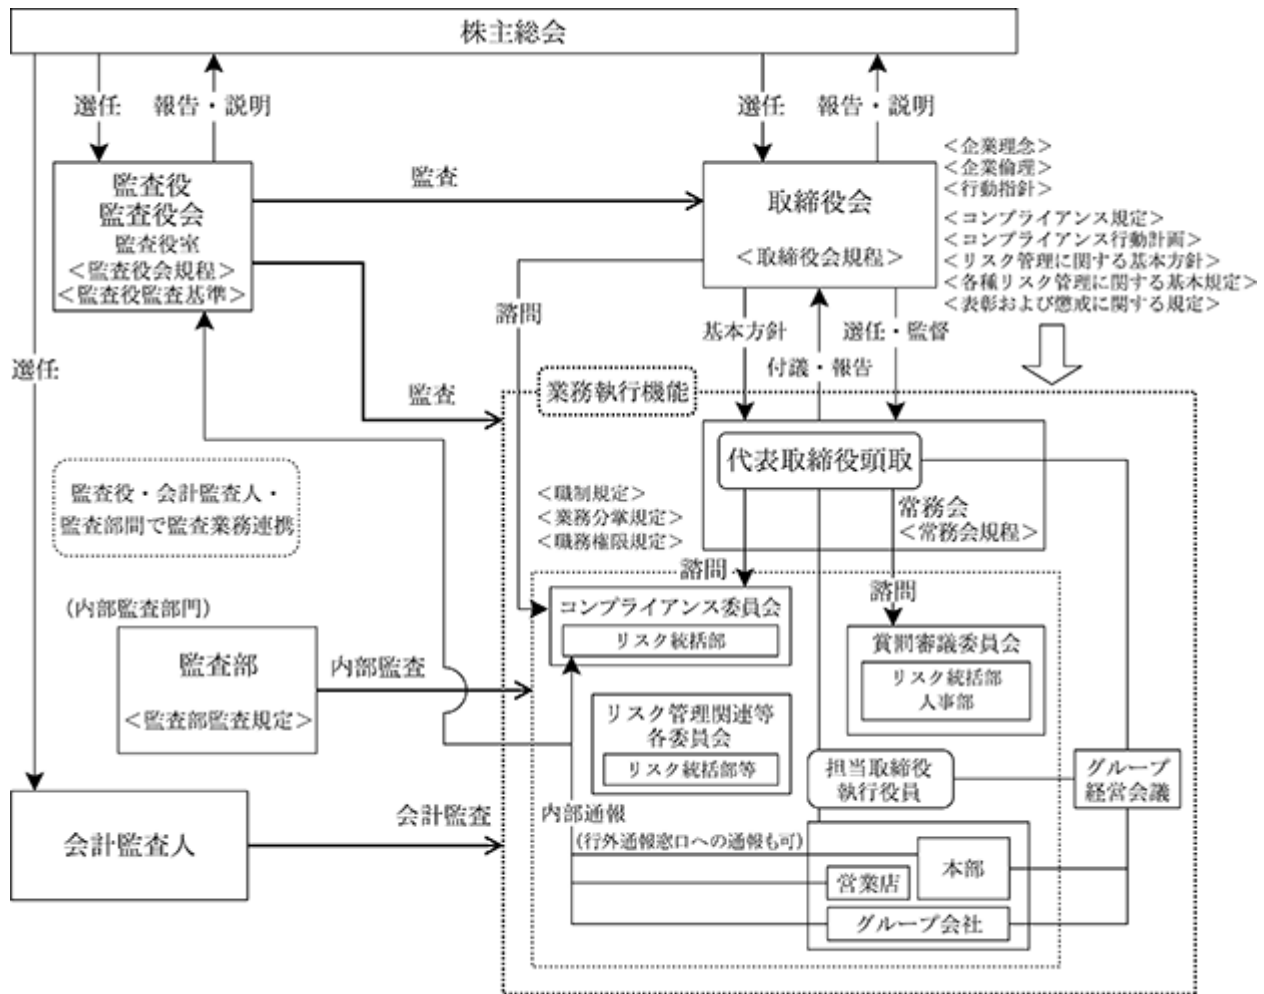 株主総会
選任
報告・説明
選任
報告・説明
監査役
監査役会
監査役室
<監査役会規程>
<監査役監査基準>
監査
取締役会
<取締役会規程>
<企業理念>
<企業倫理>
<行動指針>
<コンプライアンス規定>
<コンプライアンス行動計画>
<リスク管理に関する基本方針>
<各種リスク管理に関する基本規定>
<表彰および懲戒に関する規定>
諮問
基本方針
選任・監督
付議・報告
選任
監査
業務執行機能
代表取締役頭取
常務会
<常務会規程>
監査役・会計監査人・
監査部間で監査業務連携
<職制規定>
<業務分掌規定>
<職務権限規定>
諮問
諮問
コンプライアンス委員会
リスク統括部
(内部監査部門)
監査部
<監査部監査規定>
内部監査
賞罰審議委員会
リスク統括部
人事部
リスク管理関連等
各委員会
リスク統括部等
担当取締役
執行役員
グループ
経営会議
会計監査人
会計監査
内部通報
(行外通報窓口への通報も可)
本部
営業店
グループ会社